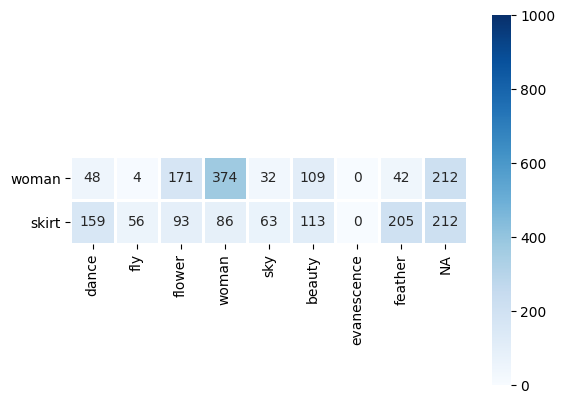 1000
800
600
400
200
0
woman 48 4 171 374 32 109 0 42 212
skirt 159 56 93 86 63 113 0 205 212
dance fly flower woman sky beauty evanescence feather NA